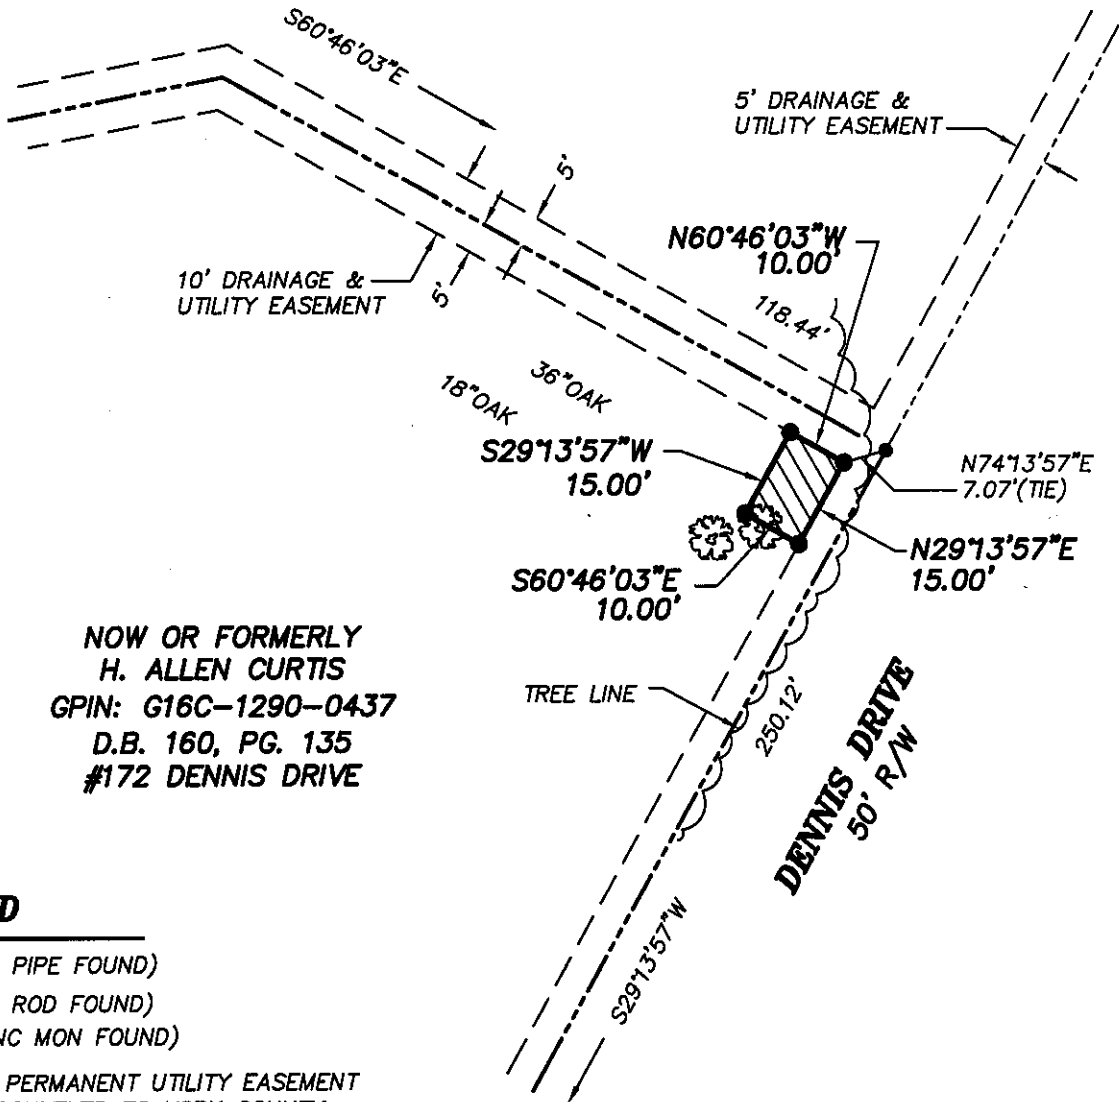 S60°46'03"E
5' DRAINAGE &
UTILITY EASEMENT
5'
N60°46'03"W
10.00'
10' DRAINAGE &
UTILITY EASEMENT
5'
118.44'
36"OAK
18"OAK
S29°13'57"W
15.00'
N74°13'57"E
7.07'(TIE)
N29°13'57"E
15.00'
S60°46'03"E
10.00'
NOW OR FORMERLY
H. ALLEN CURTIS
GPIN: G16C-1290-0437
D.B. 160, PG. 135
#172 DENNIS DRIVE
TREE LINE
250.12'
DENNIS DRIVE
50' R/W
S29°13'57"W
D
PIPE FOUND)
ROD FOUND)
NC MON FOUND)
PERMANENT UTILITY EASEMENT